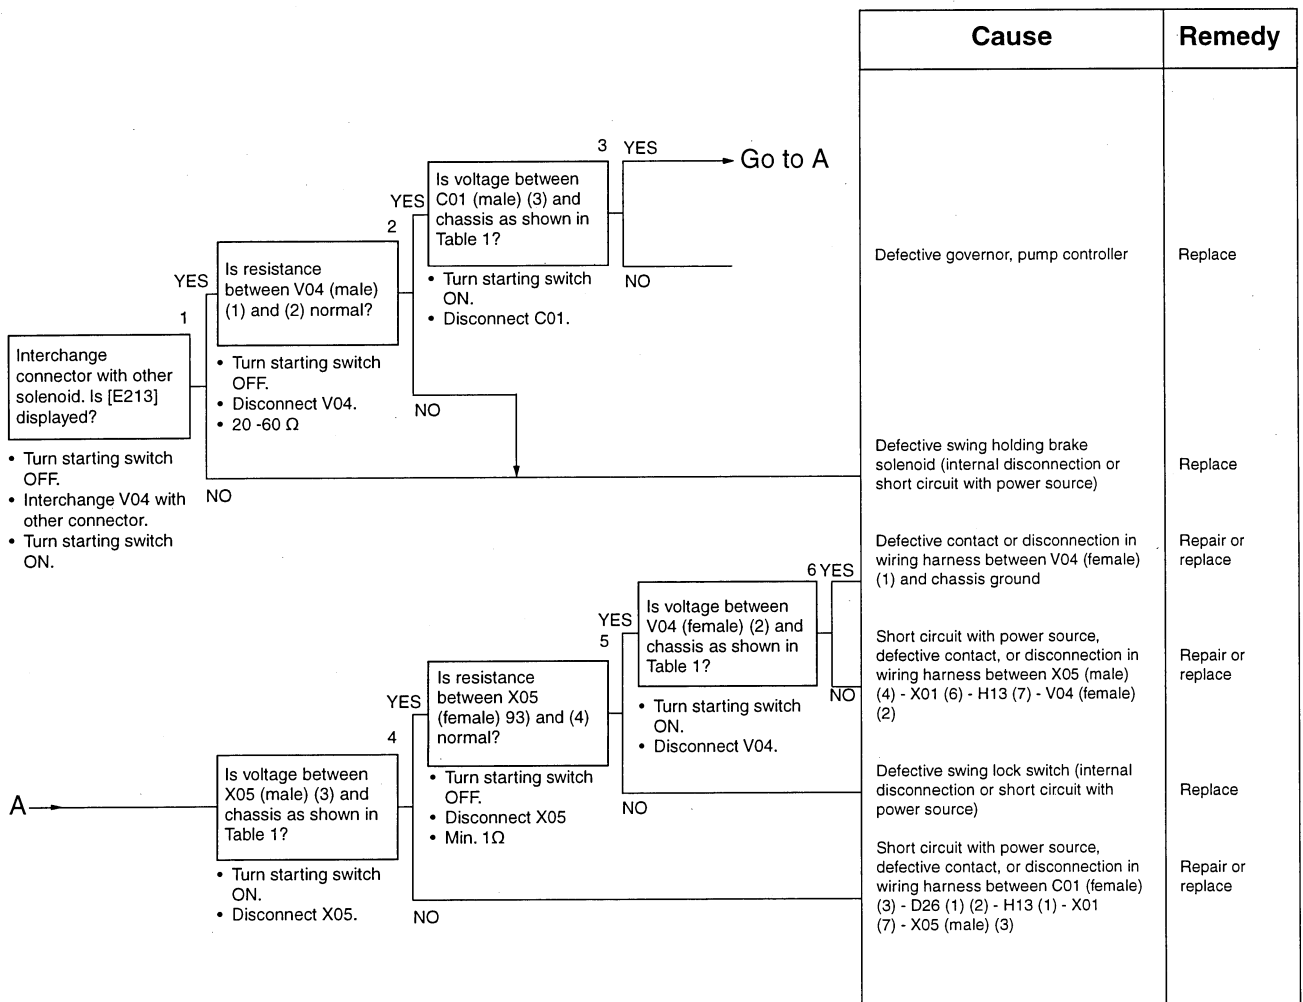 Cause
Remedy
3 YES
Go to A
Is voltage between
C01 (male) (3) and
chassis as shown in
Table 1?
YES
2
• Turn starting switch
ON.
• Disconnect C01.
NO
Defective governor, pump controller
Replace
Is resistance
between V04 (male)
(1) and (2) normal?
YES
1
• Turn starting switch
OFF.
• Disconnect V04.
• 20 -60 Ω
NO
Interchange
connector with other
solenoid. Is [E213]
displayed?
• Turn starting switch
OFF.
• Interchange V04 with
other connector.
• Turn starting switch
ON.
NO
Defective swing holding brake
solenoid (internal disconnection or
short circuit with power source)
Replace
Defective contact or disconnection in
wiring harness between V04 (female)
(1) and chassis ground
Repair or
replace
6 YES
Is voltage between
V04 (female) (2) and
chassis as shown in
Table 1?
YES
5
• Turn starting switch
ON.
• Disconnect V04.
NO
Short circuit with power source,
defective contact, or disconnection in
wiring harness between X05 (male)
(4) - X01 (6) - H13 (7) - V04 (female)
(2)
Repair or
replace
Is resistance
between X05
(female) 93) and (4)
normal?
YES
4
• Turn starting switch
OFF.
• Disconnect X05
• Min. 1Ω
NO
Defective swing lock switch (internal
disconnection or short circuit with
power source)
Replace
A
Is voltage between
X05 (male) (3) and
chassis as shown in
Table 1?
• Turn starting switch
ON.
• Disconnect X05.
NO
Short circuit with power source,
defective contact, or disconnection in
wiring harness between C01 (female)
(3) - D26 (1) (2) - H13 (1) - X01
(7) - X05 (male) (3)
Repair or
replace